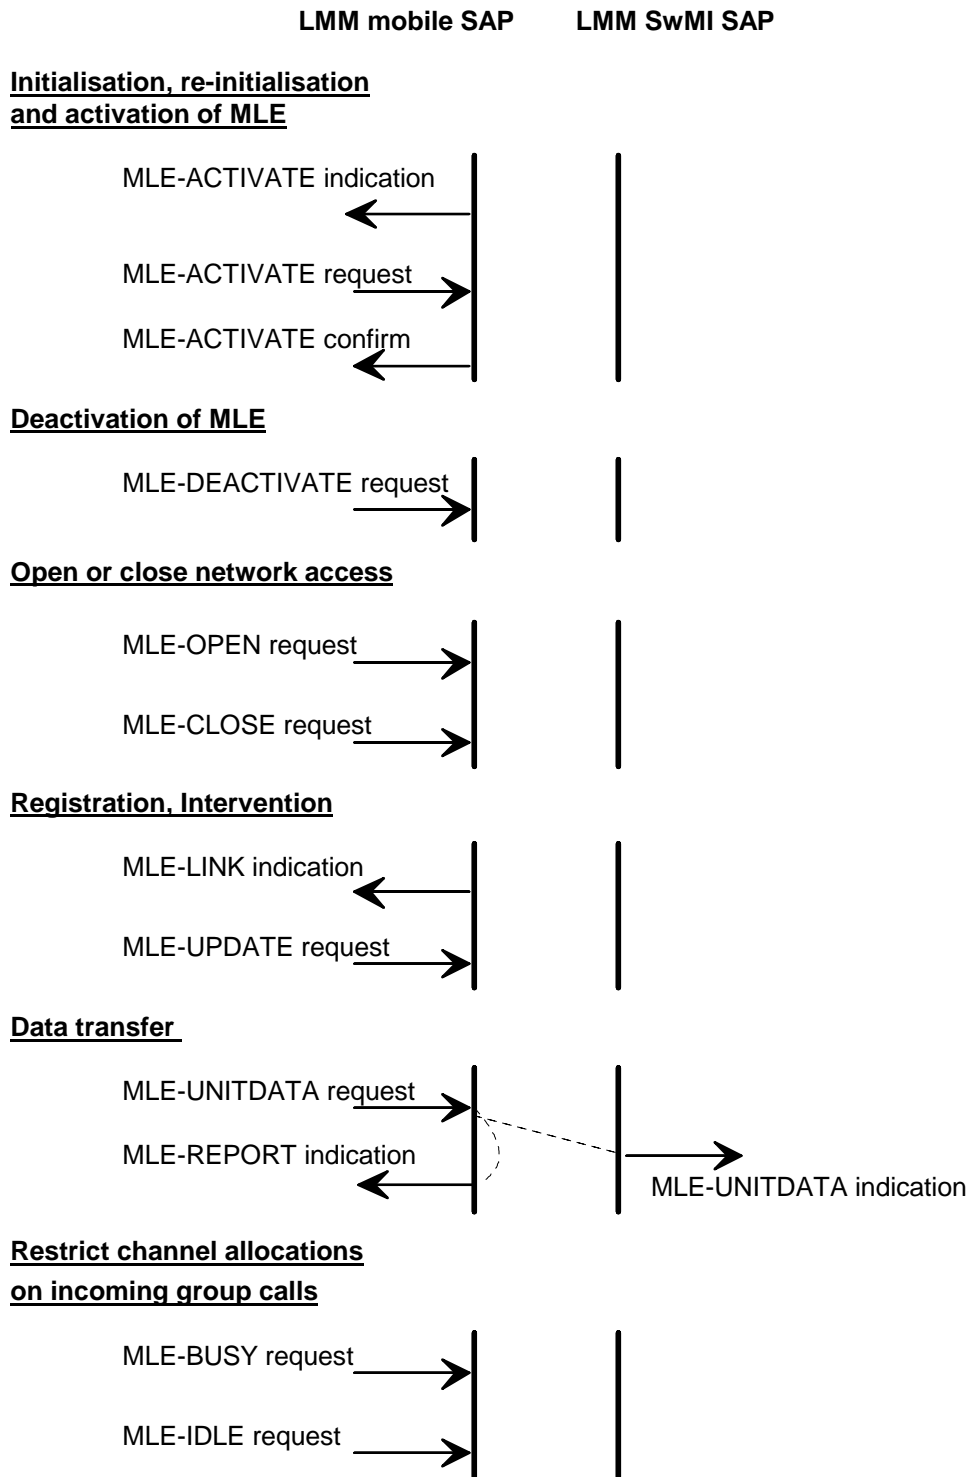 LMM mobile SAP LMM SwMI SAP
Initialisation, re-initialisation
and activation of MLE
MLE-ACTIVATE indication
MLE-ACTIVATE request
MLE-ACTIVATE confirm
Deactivation of MLE
MLE-DEACTIVATE request
Open or close network access
MLE-OPEN request
MLE-CLOSE request
Registration, Intervention
MLE-LINK indication
MLE-UPDATE request
Data transfer
MLE-UNITDATA request
MLE-REPORT indication
MLE-UNITDATA indication
Restrict channel allocations
on incoming group calls
MLE-BUSY request
MLE-IDLE request